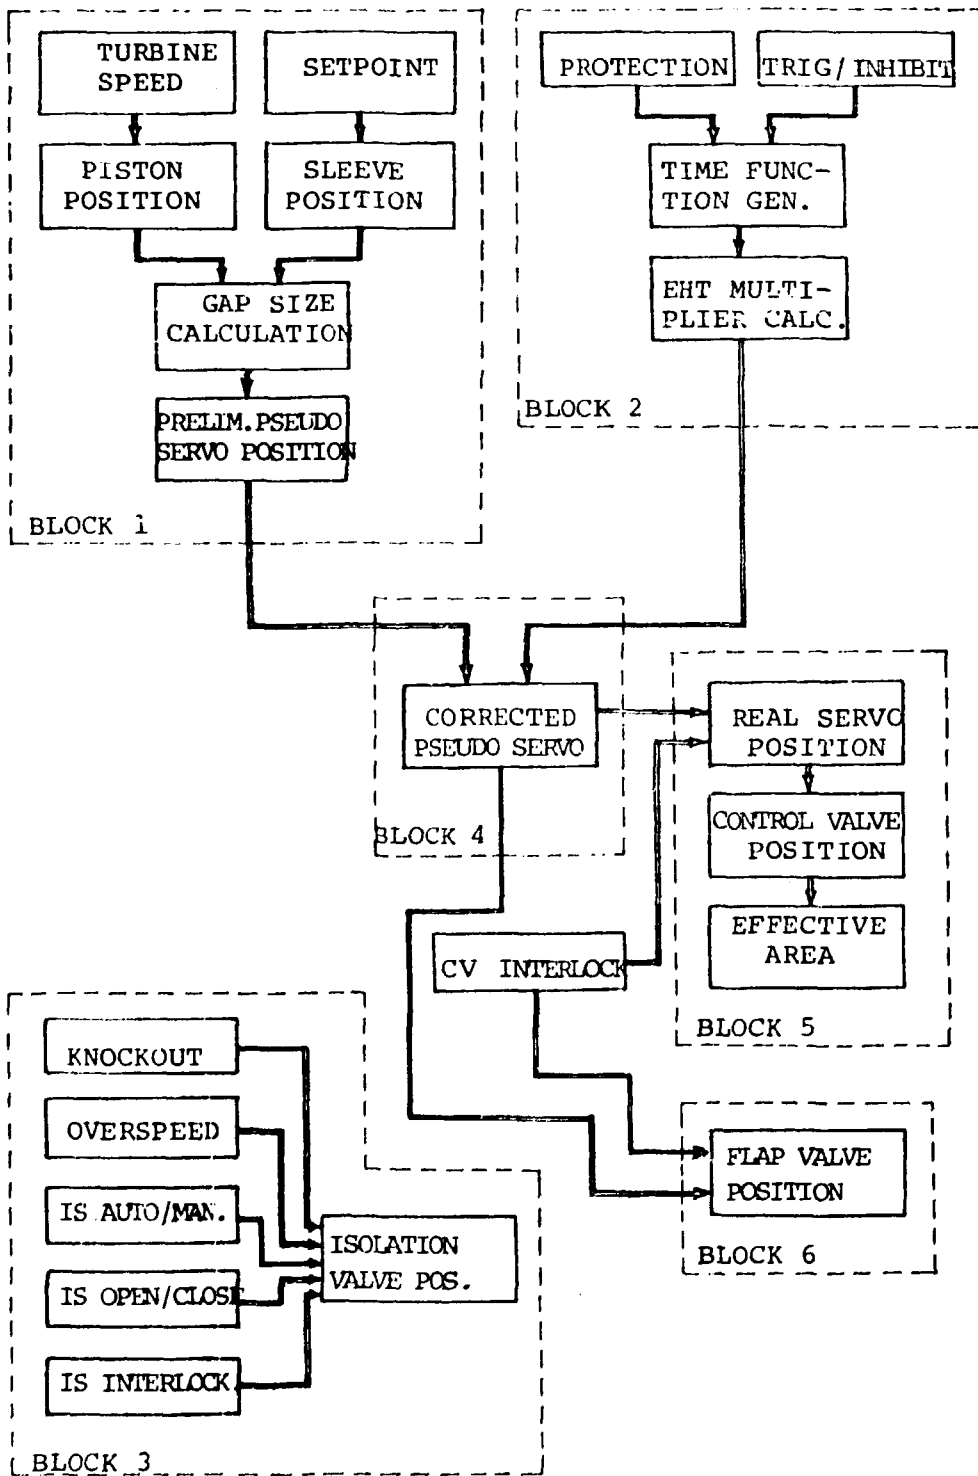 TURBINE
SPEED
SETPOINT
PISTON
POSITION
SLEEVE
POSITION
GAP SIZE
CALCULATION
PRELIM.PSEUDO
SERVO POSITION
BLOCK 1
PROTECTION
TRIG/INHIBIT
TIME FUNC-
TION GEN.
EHT MULTI-
PLIER CALC.
BLOCK 2
CORRECTED
PSEUDO SERVO
BLOCK 4
REAL SERVO
POSITION
CONTROL VALVE
POSITION
EFFECTIVE
AREA
BLOCK 5
CV INTERLOCK
KNOCKOUT
OVERSPEED
IS AUTO/MAN.
IS OPEN/CLOSE
IS INTERLOCK
ISOLATION
VALVE POS.
BLOCK 3
FLAP VALVE
POSITION
BLOCK 6